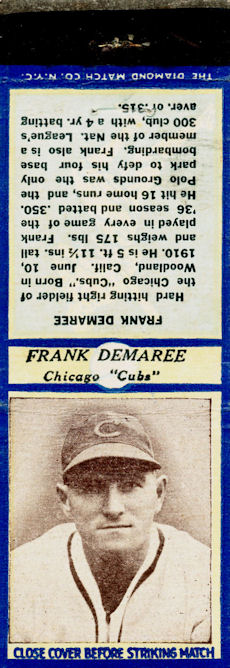 THE DIAMOND MATCH CO. N.Y.C.
FRANK DEMAREE
Hard hitting right fielder of
the Chicago "Cubs." Born in
Woodland, Calif. June 10,
1910. He is 5 ft. 11½ ins. tall
and weighs 175 lbs. Frank
played in every game of the
'36 season and batted .350.
He hit 16 home runs, and the
Polo Grounds was the only
park to defy his four base
bombarding. Frank also is a
member of the Nat. League's
300 club, with a 4 yr. batting
aver. of .315.
FRANK DEMAREE
Chicago "Cubs"
C
CLOSE COVER BEFORE STRIKING MATCH